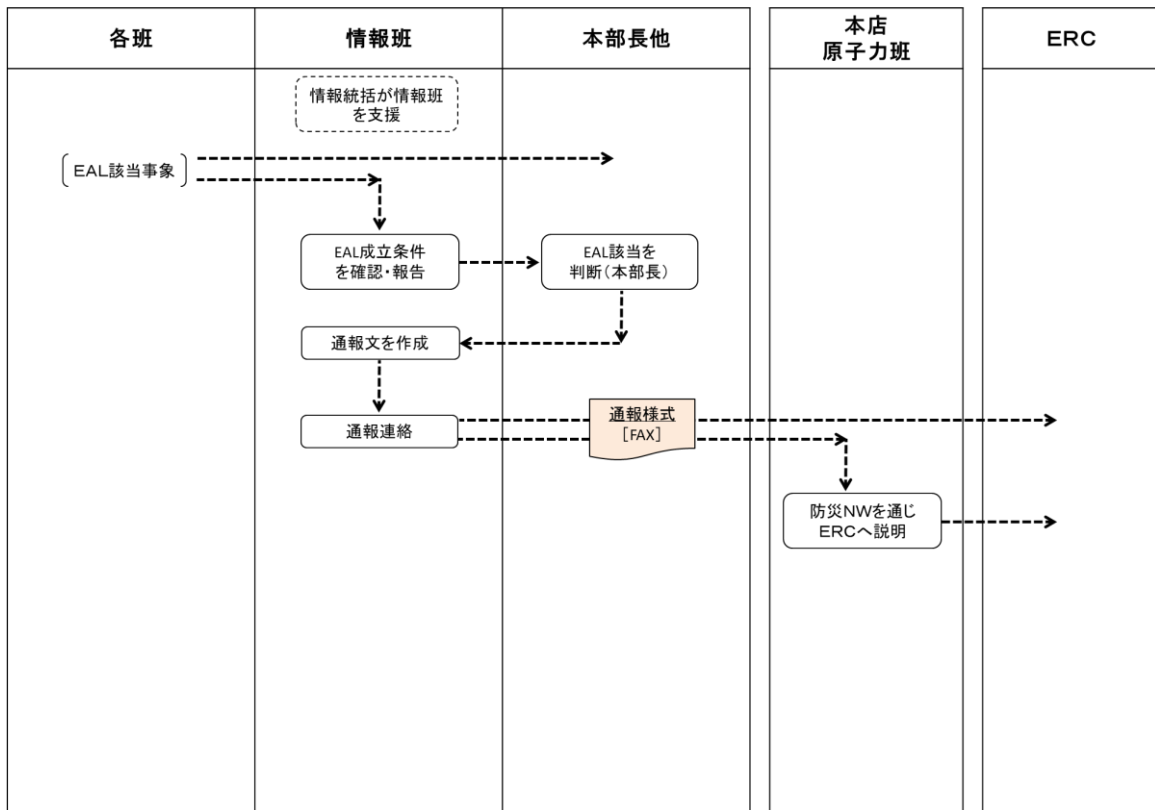 各班
情報班
本部長他
本店
原子力班
ERC
情報統括が情報班
を支援
EAL該当事象
EAL成立条件
を確認・報告
EAL該当を
判断(本部長)
通報文を作成
通報連絡
通報様式
[FAX]
防災NWを通じ
ERCへ説明